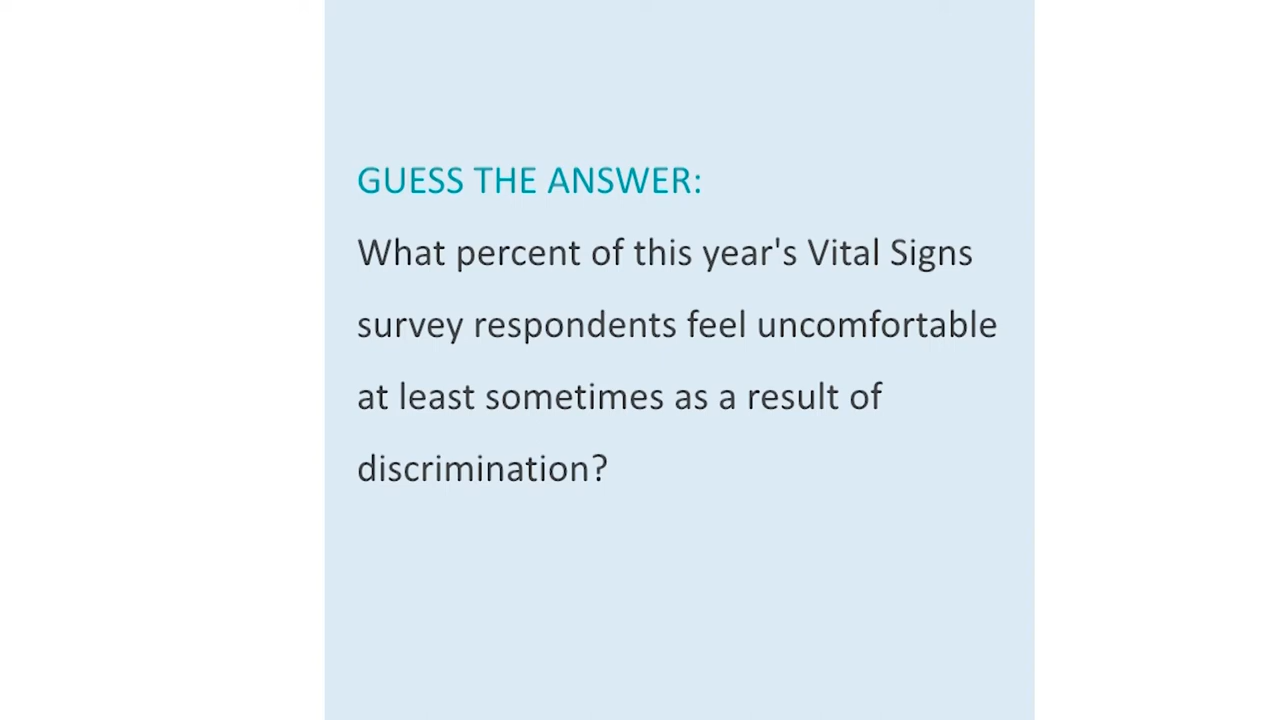 GUESS THE ANSWER:
What percent of this year's Vital Signs
survey respondents feel uncomfortable
at least sometimes as a result of
discrimination?